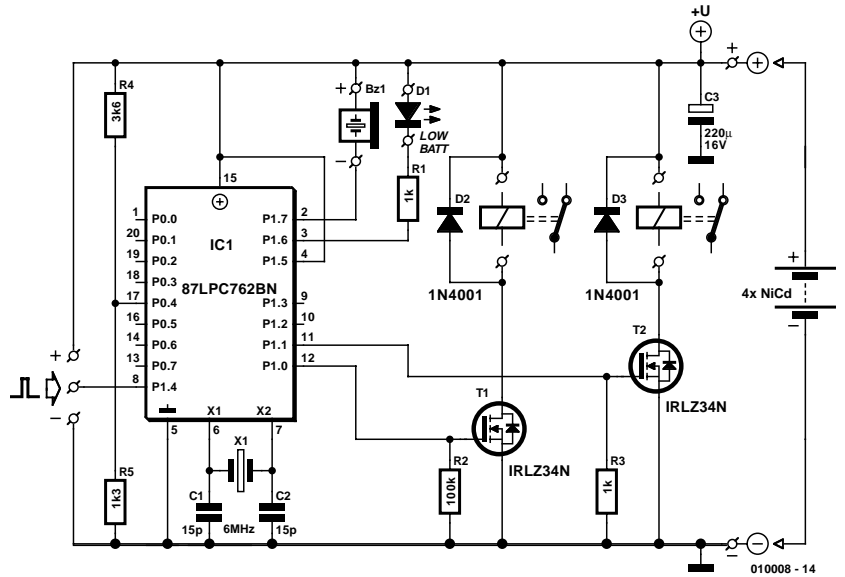 +U
+
+
R4
3k6
+
Bz1
−
D1
LOW
BATT
C3
220µ
16V
R1
1k
15
1 P0.0
20 P0.1
19 P0.2
18 P0.3
17 P0.4
16 P0.5
14 P0.6
13 P0.7
8 P1.4
IC1
87LPC762BN
P1.7 2
P1.6 3
P1.5 4
P1.3 9
P1.2 10
P1.1 11
P1.0 12
X1 X2
5 6 7
D2
1N4001
D3
1N4001
+
4x NiCd
−
T2
IRLZ34N
T1
IRLZ34N
+
−
X1
6MHz
C1
15p
C2
15p
R5
1k3
R2
100k
R3
1k
−
−
010008 - 14